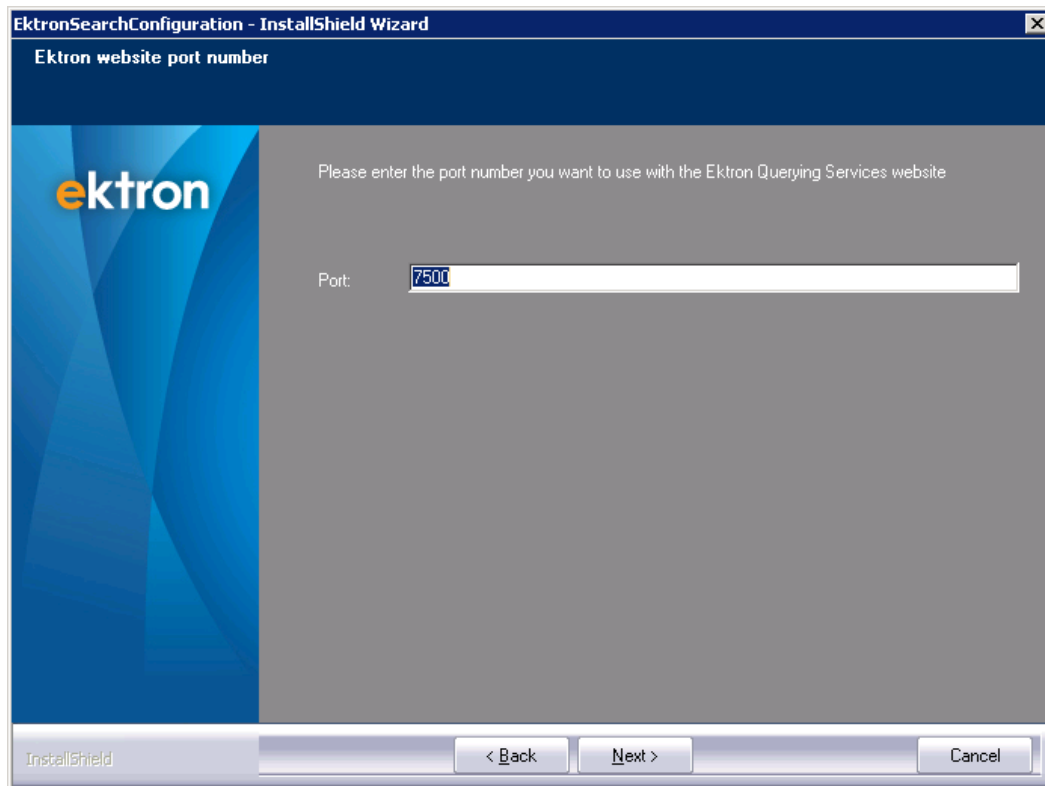 EktronSearchConfiguration - InstallShield Wizard
Ektron website port number
ektron
Please enter the port number you want to use with the Ektron Querying Services website
Port: 7500
InstallShield
< Back Next > Cancel